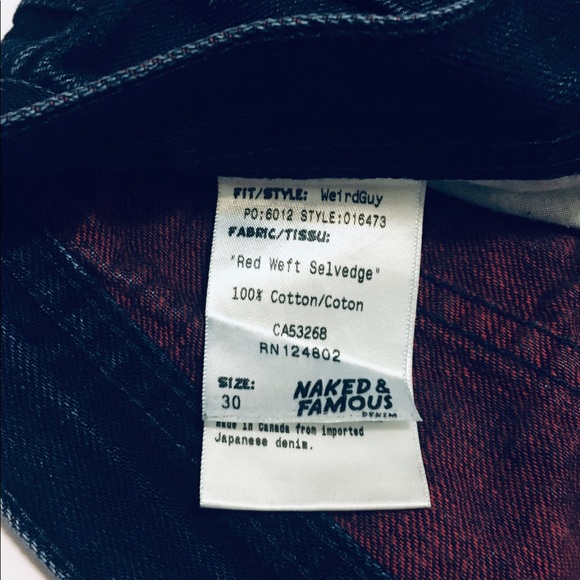 FIT/STYLE: WeirdGuy
PO:6012 STYLE:016473
FABRIC/TISSU:
"Red Weft Selvedge"
100% Cotton/Coton
CA53268
RN124802
SIZE:
30
NAKED &
FAMOUS
DENIM
Made in Canada from imported
Japanese denim.